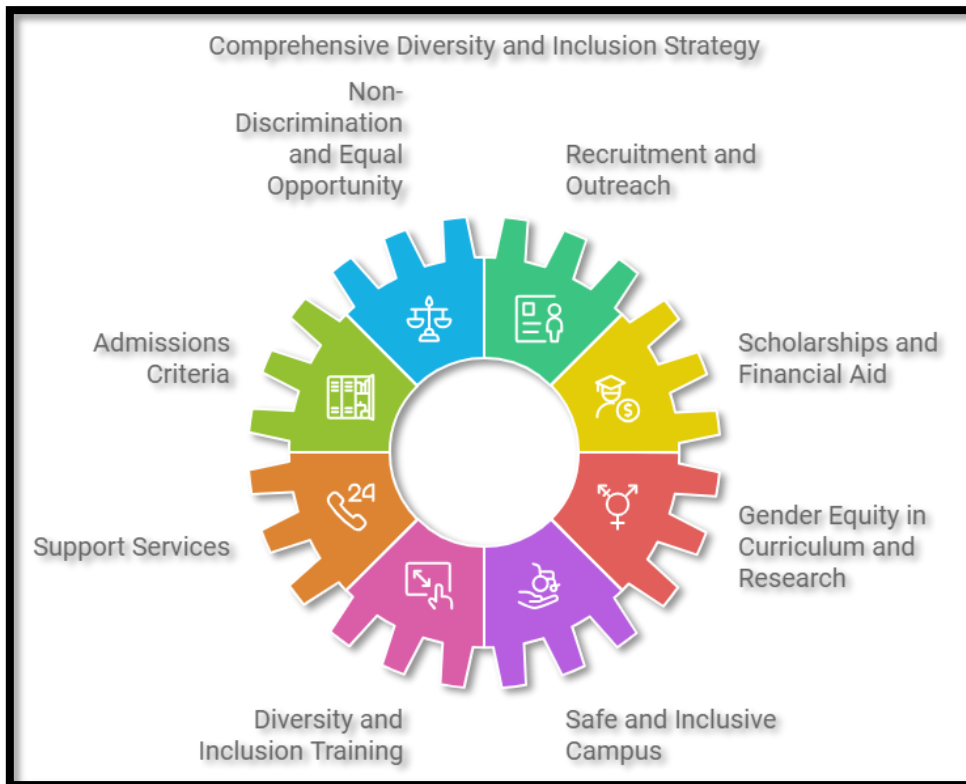 Comprehensive Diversity and Inclusion Strategy
Non-
Discrimination
and Equal
Opportunity
Recruitment and
Outreach
Admissions
Criteria
Scholarships and
Financial Aid
$
24
Support Services
Gender Equity in
Curriculum and
Research
Diversity and
Inclusion Training
Safe and Inclusive
Campus